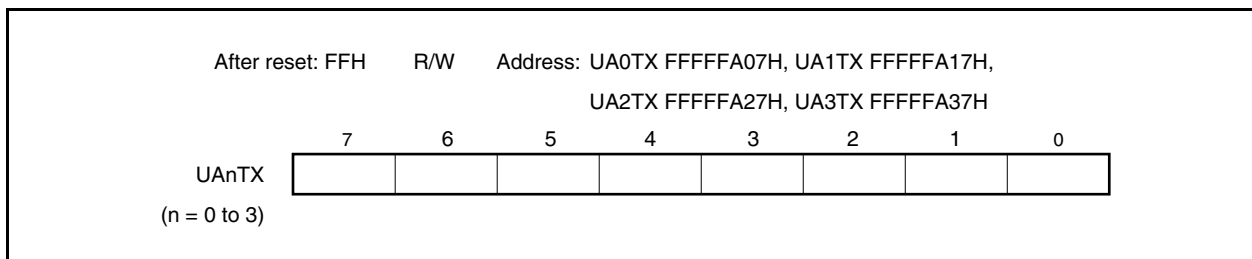 After reset: FFH R/W Address: UA0TX FFFFFA07H, UA1TX FFFFFA17H,
UA2TX FFFFFA27H, UA3TX FFFFFA37H
7 6 5 4 3 2 1 0
UAnTX
(n = 0 to 3)